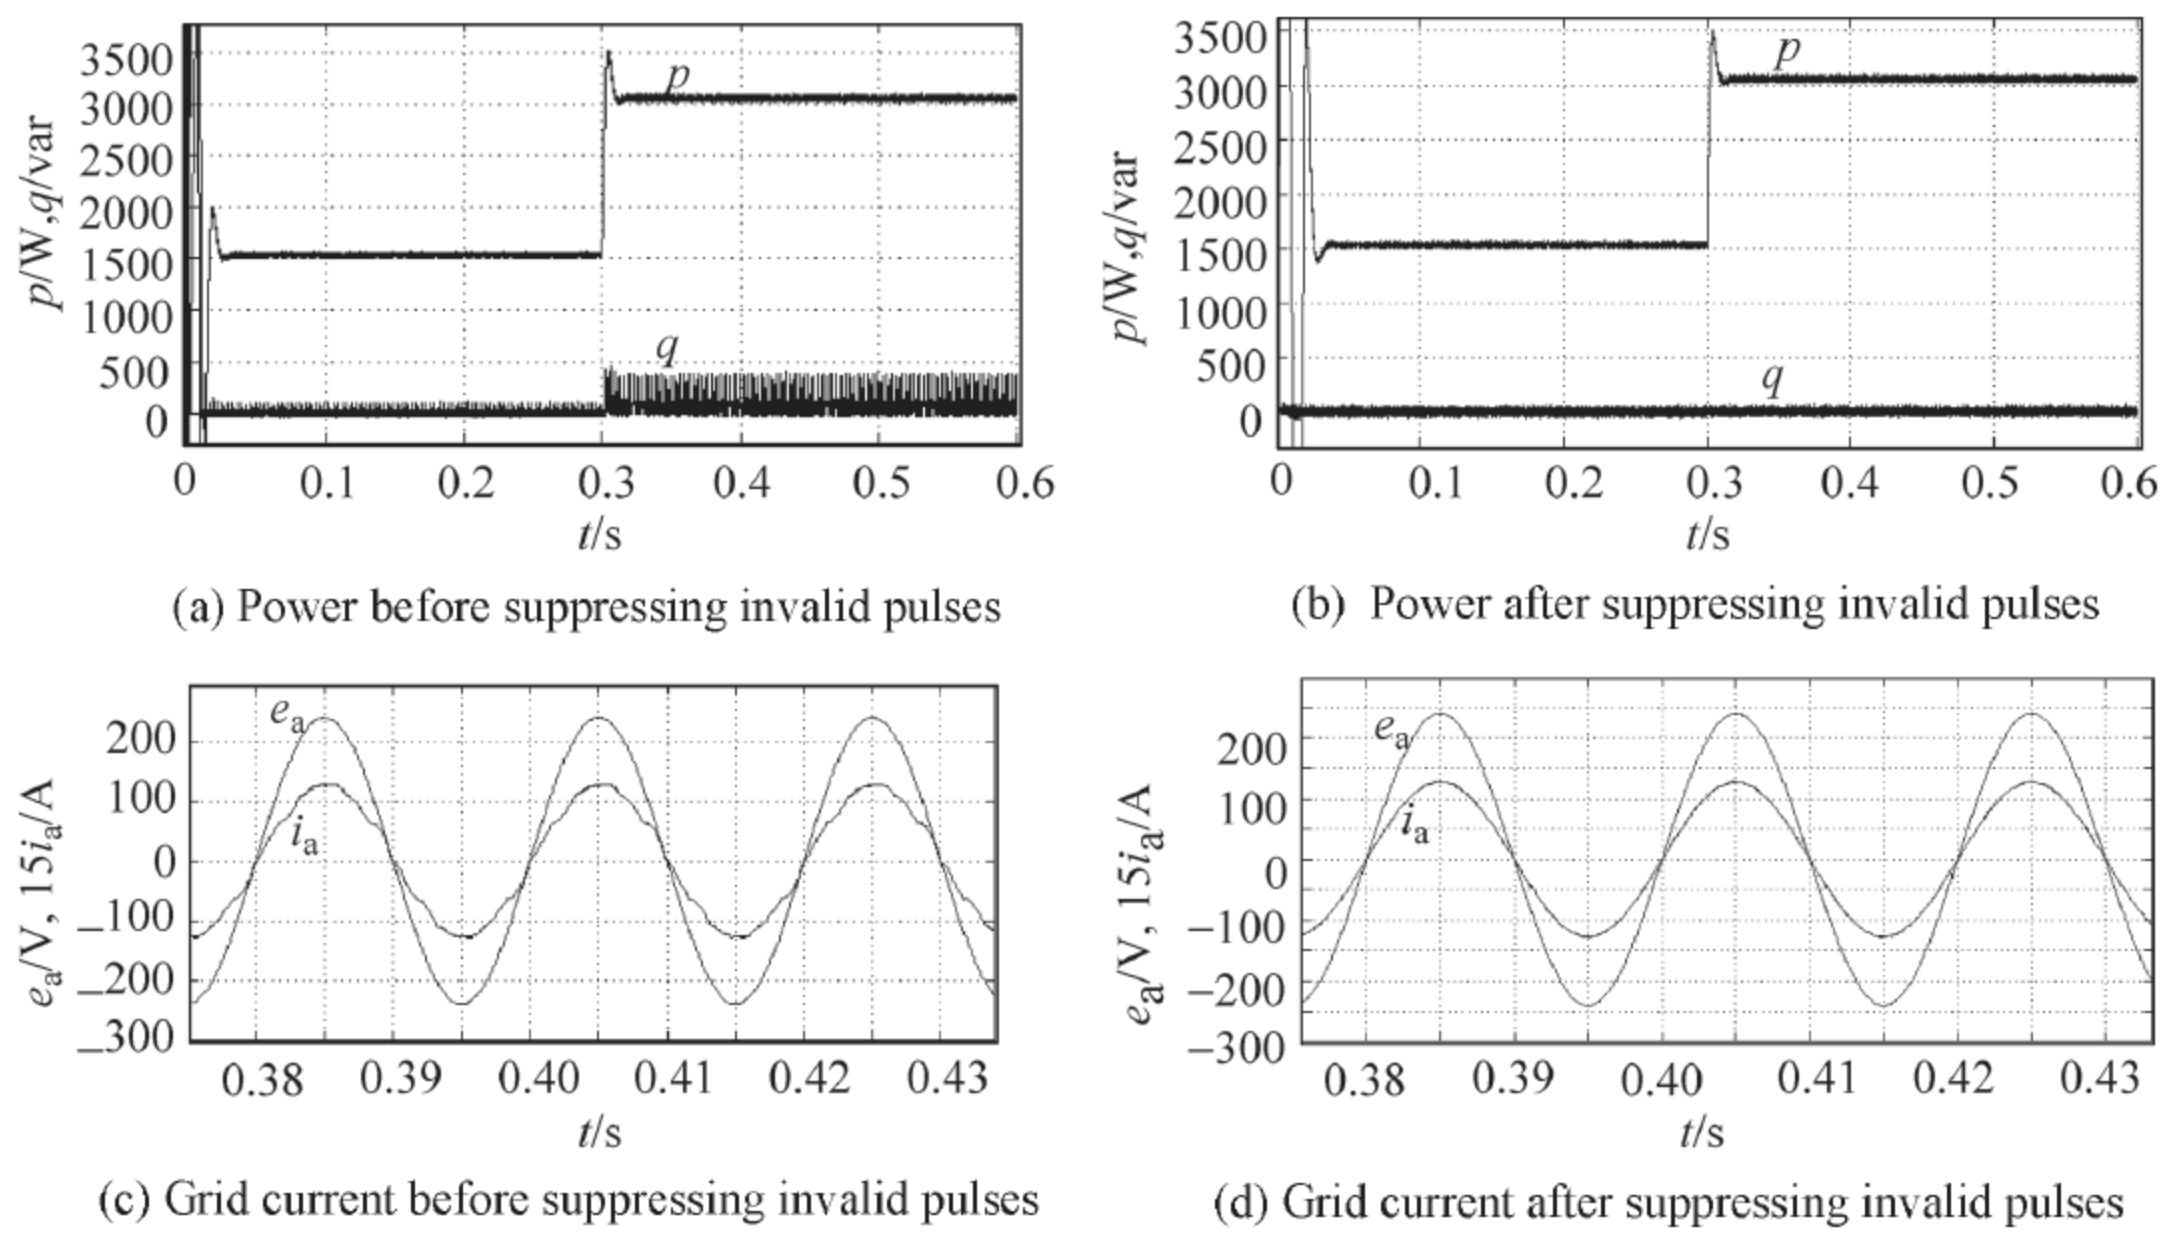 p/W,q/var
3500
3000
2500
2000
1500
1000
500
0
p
q
0 0.1 0.2 0.3 0.4 0.5 0.6
t/s
(a) Power before suppressing invalid pulses
p/W,q/var
3500
3000
2500
2000
1500
1000
500
0
p
q
0 0.1 0.2 0.3 0.4 0.5 0.6
t/s
(b) Power after suppressing invalid pulses
eₐ/V, 15iₐ/A
200
100
0
−100
−200
−300
eₐ
iₐ
0.38 0.39 0.40 0.41 0.42 0.43
t/s
(c) Grid current before suppressing invalid pulses
eₐ/V, 15iₐ/A
200
100
0
−100
−200
−300
eₐ
iₐ
0.38 0.39 0.40 0.41 0.42 0.43
t/s
(d) Grid current after suppressing invalid pulses